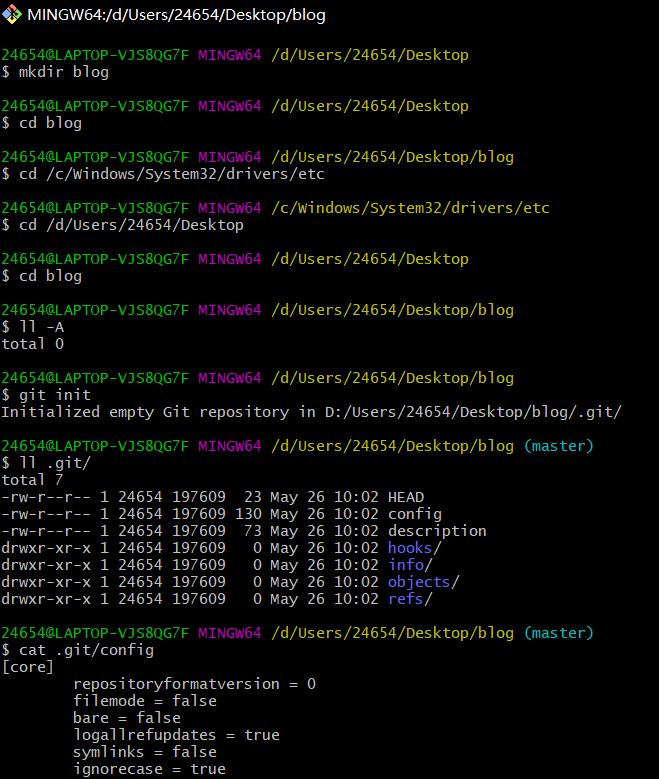 MINGW64:/d/Users/24654/Desktop/blog
24654@LAPTOP-VJS8QG7F MINGW64 /d/Users/24654/Desktop
$ mkdir blog
24654@LAPTOP-VJS8QG7F MINGW64 /d/Users/24654/Desktop
$ cd blog
24654@LAPTOP-VJS8QG7F MINGW64 /d/Users/24654/Desktop/blog
$ cd /c/Windows/System32/drivers/etc
24654@LAPTOP-VJS8QG7F MINGW64 /c/Windows/System32/drivers/etc
$ cd /d/Users/24654/Desktop
24654@LAPTOP-VJS8QG7F MINGW64 /d/Users/24654/Desktop
$ cd blog
24654@LAPTOP-VJS8QG7F MINGW64 /d/Users/24654/Desktop/blog
$ ll -A
total 0
24654@LAPTOP-VJS8QG7F MINGW64 /d/Users/24654/Desktop/blog
$ git init
Initialized empty Git repository in D:/Users/24654/Desktop/blog/.git/
24654@LAPTOP-VJS8QG7F MINGW64 /d/Users/24654/Desktop/blog (master)
$ ll .git/
total 7
-rw-r--r-- 1 24654 197609  23 May 26 10:02 HEAD
-rw-r--r-- 1 24654 197609 130 May 26 10:02 config
-rw-r--r-- 1 24654 197609  73 May 26 10:02 description
drwxr-xr-x 1 24654 197609   0 May 26 10:02 hooks/
drwxr-xr-x 1 24654 197609   0 May 26 10:02 info/
drwxr-xr-x 1 24654 197609   0 May 26 10:02 objects/
drwxr-xr-x 1 24654 197609   0 May 26 10:02 refs/
24654@LAPTOP-VJS8QG7F MINGW64 /d/Users/24654/Desktop/blog (master)
$ cat .git/config
[core]
        repositoryformatversion = 0
        filemode = false
        bare = false
        logallrefupdates = true
        symlinks = false
        ignorecase = true